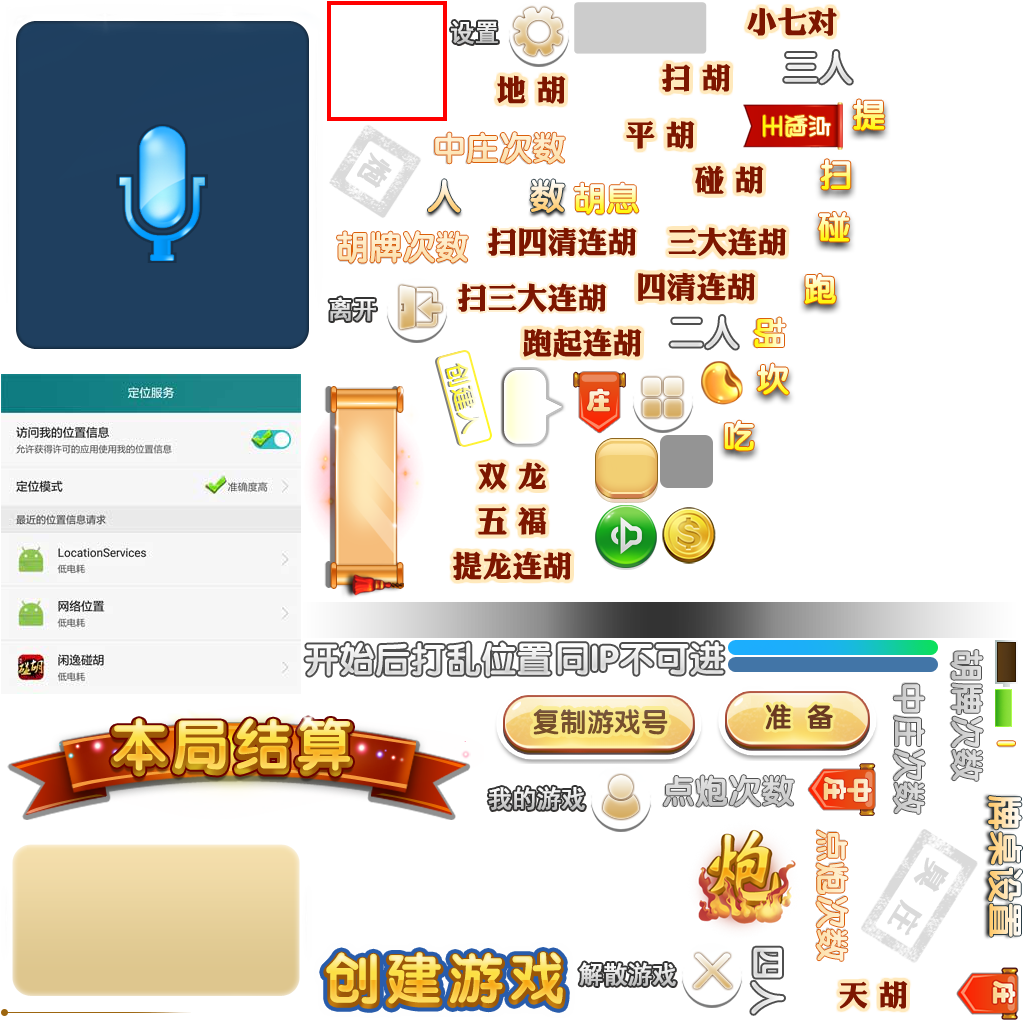 设置
小七对
三人
地胡
扫胡
点炮王
提
平胡
中庄次数
炮
扫
碰胡
人
数
胡息
碰
胡牌次数
扫四清连胡
三大连胡
四清连胡
跑
扫三大连胡
离开
二人
跑起连胡
创建人
坎
定位服务
庄
访问我的位置信息
允许获得许可的应用使用我的位置信息
吃
定位模式
准确度高
双龙
最近的位置信息请求
五福
LocationServices
低电耗
提龙连胡
网络位置
低电耗
闲逸碰胡
低电耗
碰胡
开始后打乱位置
同IP不可进
胡牌次数
中庄次数
复制游戏号
准备
本局结算
我的游戏
点炮次数
中庄
牌桌设置
炮
点炮次数
创建游戏
解散游戏
四人
天胡
庄